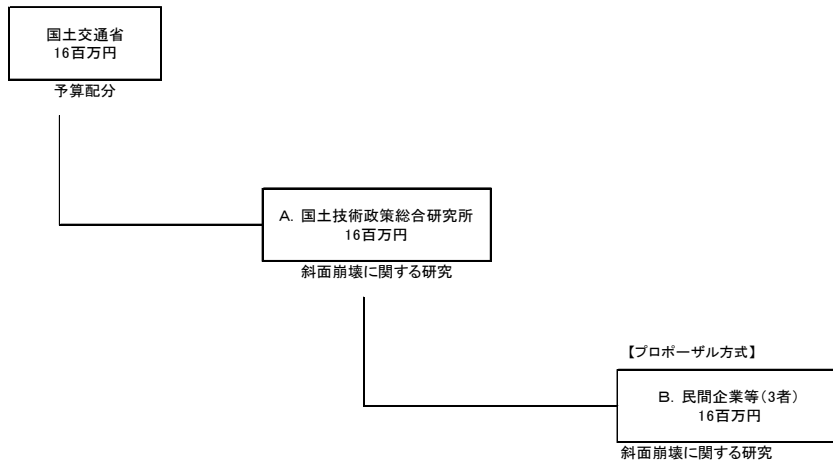 国土交通省
16百万円
予算配分
A. 国土技術政策総合研究所
16百万円
斜面崩壊に関する研究
【プロポーザル方式】
B. 民間企業等(3者)
16百万円
斜面崩壊に関する研究